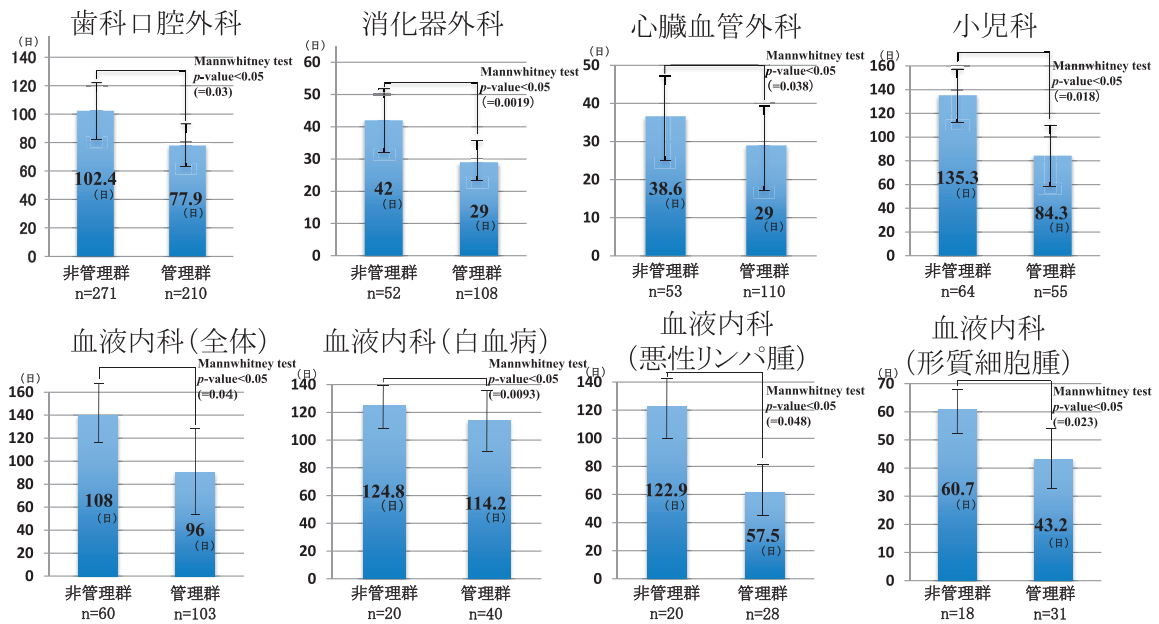 歯科口腔外科
(日)
140
120
100
80
60
40
20
0
Mannwhitney test
p-value<0.05
(=0.03)
102.4
(日)
77.9
(日)
非管理群
管理群
n=271
n=210
消化器外科
(日)
60
50
40
30
20
10
0
Mannwhitney test
p-value<0.05
(=0.0019)
42
(日)
29
(日)
非管理群
管理群
n=52
n=108
心臓血管外科
(日)
50
40
30
20
10
0
Mannwhitney test
p-value<0.05
(=0.038)
38.6
(日)
29
(日)
非管理群
管理群
n=53
n=110
小児科
(日)
160
140
120
100
80
60
40
20
0
Mannwhitney test
p-value<0.05
(=0.018)
135.3
(日)
84.3
(日)
非管理群
管理群
n=64
n=55
血液内科(全体)
(日)
160
140
120
100
80
60
40
20
0
Mannwhitney test
p-value<0.05
(=0.04)
108
(日)
96
(日)
非管理群
管理群
n=60
n=103
血液内科(白血病)
(日)
140
120
100
80
60
40
20
0
Mannwhitney test
p-value<0.05
(=0.0093)
124.8
(日)
114.2
(日)
非管理群
管理群
n=20
n=40
血液内科
(悪性リンパ腫)
(日)
140
120
100
80
60
40
20
0
Mannwhitney test
p-value<0.05
(=0.048)
122.9
(日)
57.5
(日)
非管理群
管理群
n=20
n=28
血液内科
(形質細胞腫)
(日)
70
60
50
40
30
20
10
0
Mannwhitney test
p-value<0.05
(=0.023)
60.7
(日)
43.2
(日)
非管理群
管理群
n=18
n=31